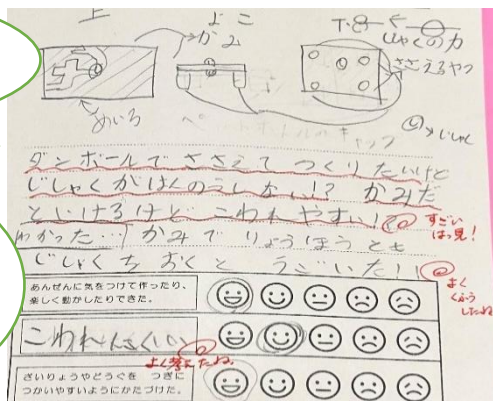 上
よこ
じしゃくの力
かみ
ささえるやつ
めいろ
じしゃく
ペットボトルのキャップ
ダンボールでささえてつくりたいけど
じしゃくがはんのうしない!? かみだ
といけるけどこわれやすい!?
すごい
はっ見!
わかった… かみでりょうほうとも
じしゃくちおくとうごいた!!
よく
くふう
したね
あんぜんに気をつけて作ったり、
楽しく動かしたりできた。
こわれにくい
よく考えたね。
ざいりょうやどうぐを つぎに
つかいやすいようにかたづけた。